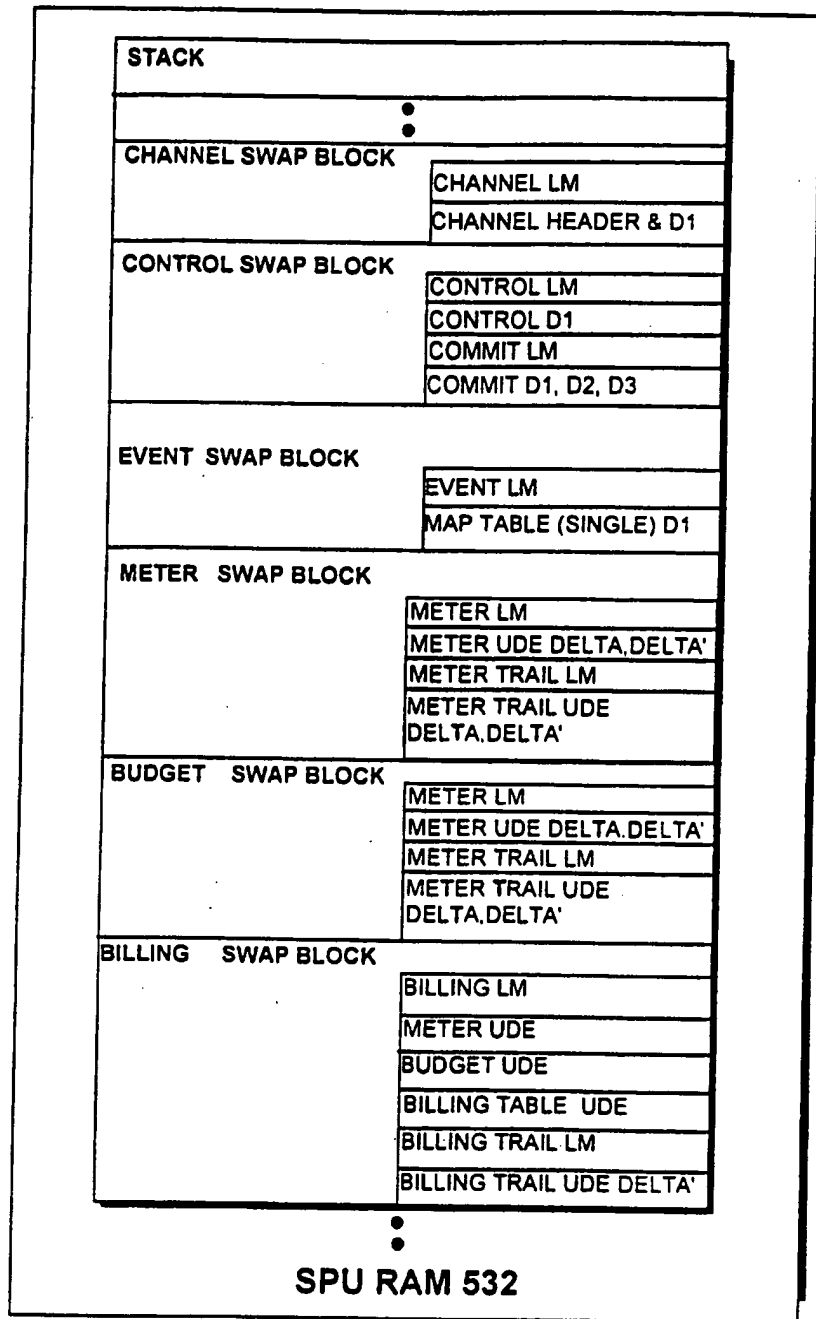 STACK
CHANNEL SWAP BLOCK
CHANNEL LM
CHANNEL HEADER & D1
CONTROL SWAP BLOCK
CONTROL LM
CONTROL D1
COMMIT LM
COMMIT D1, D2, D3
EVENT SWAP BLOCK
EVENT LM
MAP TABLE (SINGLE) D1
METER SWAP BLOCK
METER LM
METER UDE DELTA,DELTA'
METER TRAIL LM
METER TRAIL UDE
DELTA,DELTA'
BUDGET SWAP BLOCK
METER LM
METER UDE DELTA.DELTA'
METER TRAIL LM
METER TRAIL UDE
DELTA,DELTA'
BILLING SWAP BLOCK
BILLING LM
METER UDE
BUDGET UDE
BILLING TABLE UDE
BILLING TRAIL LM
BILLING TRAIL UDE DELTA'
SPU RAM 532